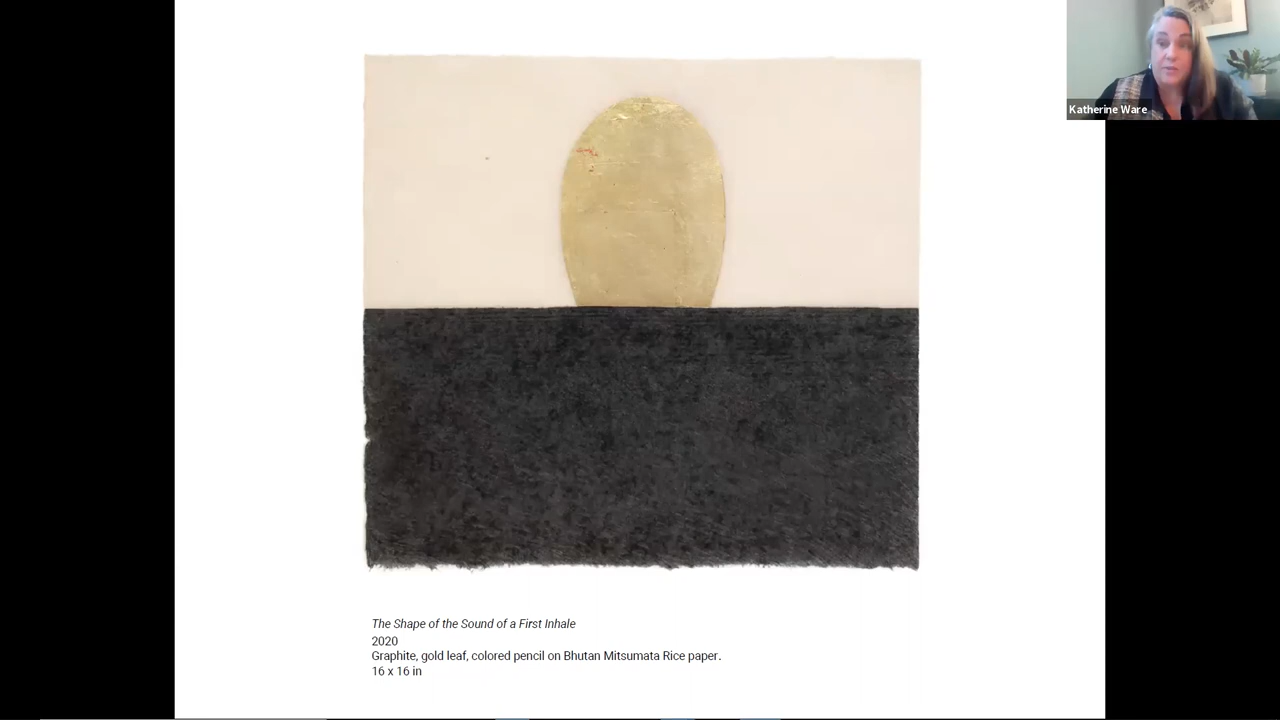 Katherine Ware
The Shape of the Sound of a First Inhale
2020
Graphite, gold leaf, colored pencil on Bhutan Mitsumata Rice paper.
16 x 16 in